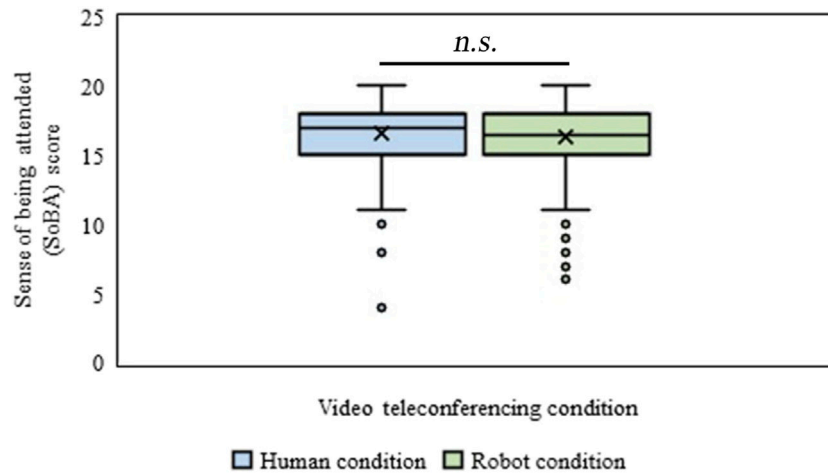 25
n.s.
20
15
10
5
0
Sense of being attended
(SoBA) score
Video teleconferencing condition
Human condition
Robot condition